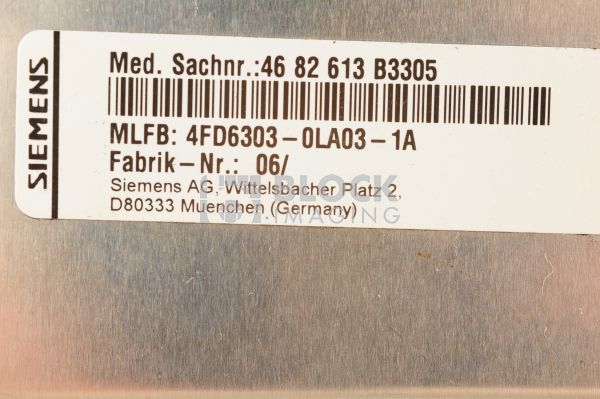 SIEMENS
Med. Sachnr.:46 82 613 B3305
MLFB: 4FD6303-0LA03-1A
Fabrik-Nr.: 06/
Siemens AG, Wittelsbacher Platz 2,
D80333 Muenchen (Germany)
BLOCK
IMAGING